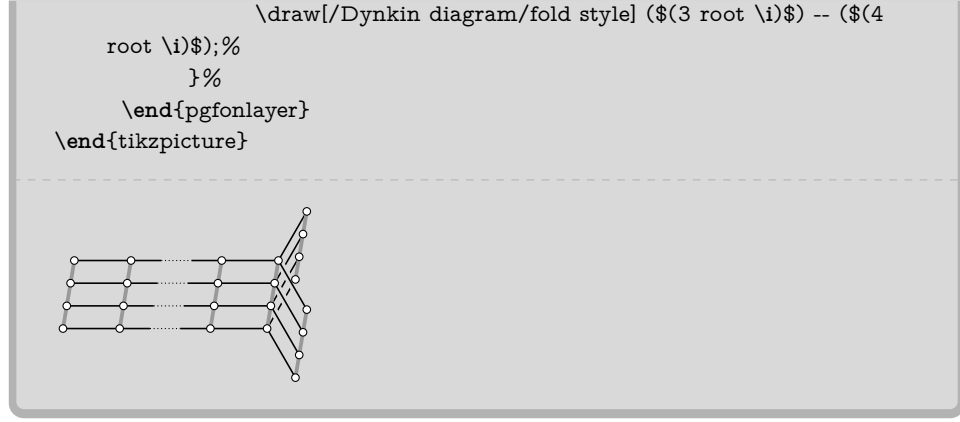 \draw[/Dynkin diagram/fold style] ($(3 root \i)$) -- ($(4
root \i)$);%
}%
\end{pgfonlayer}
\end{tikzpicture}